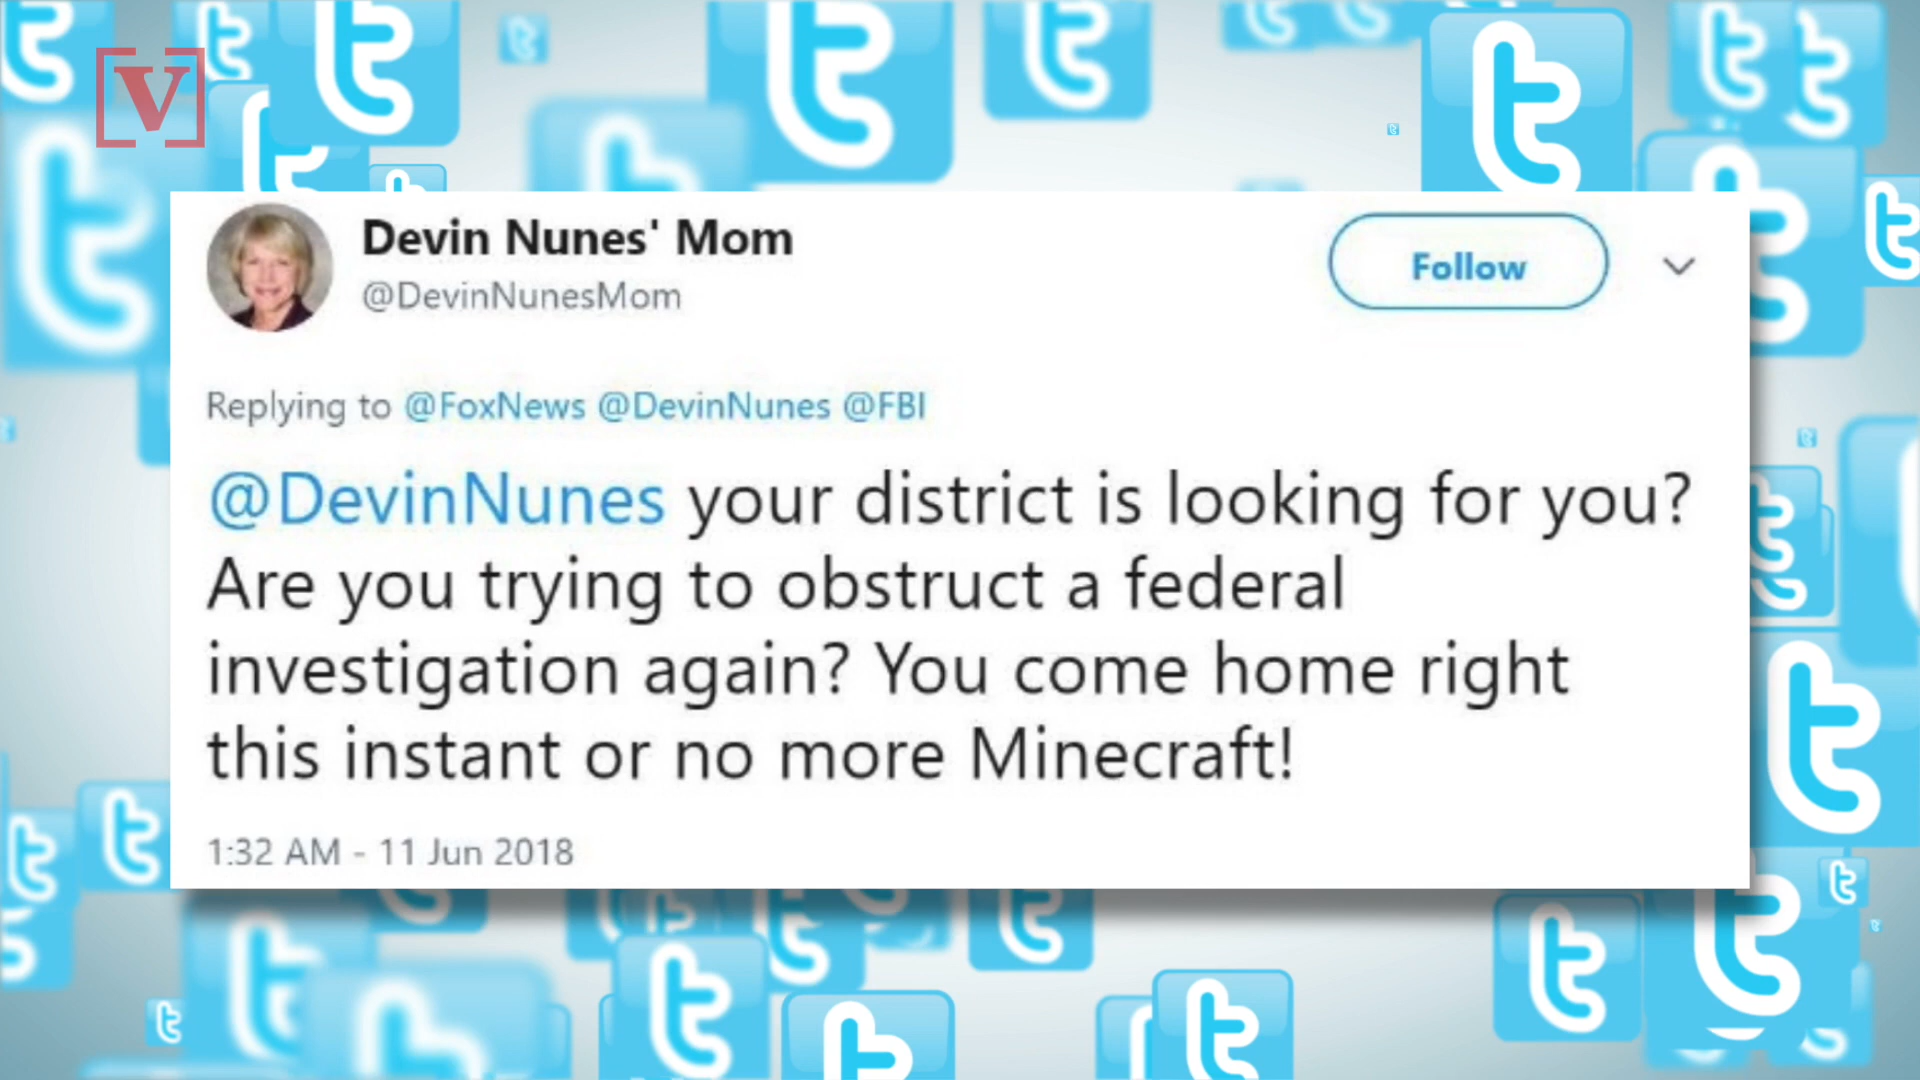 [V]
Devin Nunes' Mom
@DevinNunesMom
Follow
Replying to @FoxNews @DevinNunes @FBI
@DevinNunes your district is looking for you?
Are you trying to obstruct a federal
investigation again? You come home right
this instant or no more Minecraft!
1:32 AM - 11 Jun 2018